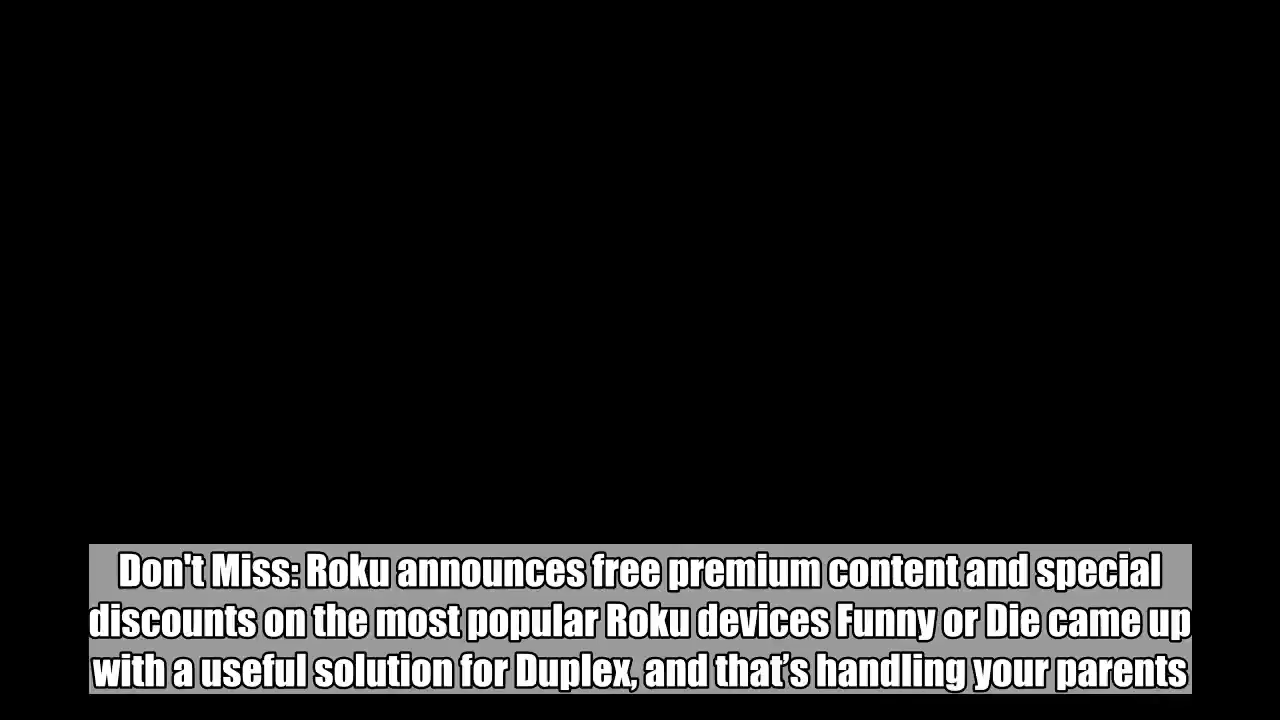 Don't Miss: Roku announces free premium content and special
discounts on the most popular Roku devices Funny or Die came up
with a useful solution for Duplex, and that’s handling your parents